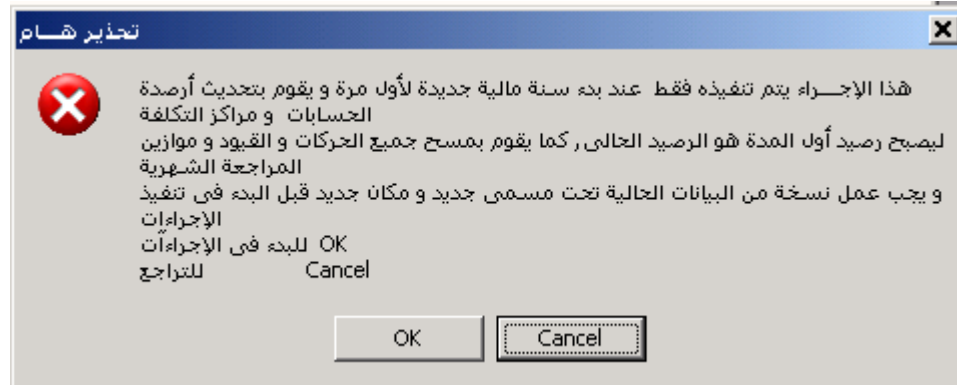 تحذير هـــام
هذا الإجــراء يتم تنفيذه فقط عند بدء سنة مالية جديدة لأول مرة و يقوم بتحديث أرصدة
الحسابات و مراكز التكلفة
ليصبح رصيد أول المدة هو الرصيد الحالى , كما يقوم بمسح جميع الحركات و القيود و موازين
المراجعة الشهرية
و يجب عمل نسخة من البيانات الحالية تحت مسمى جديد و مكان جديد قبل البدء فى تنفيذ
الإجراءات
OK للبدء فى الإجراءآت
Cancel للتراجع
OK
Cancel